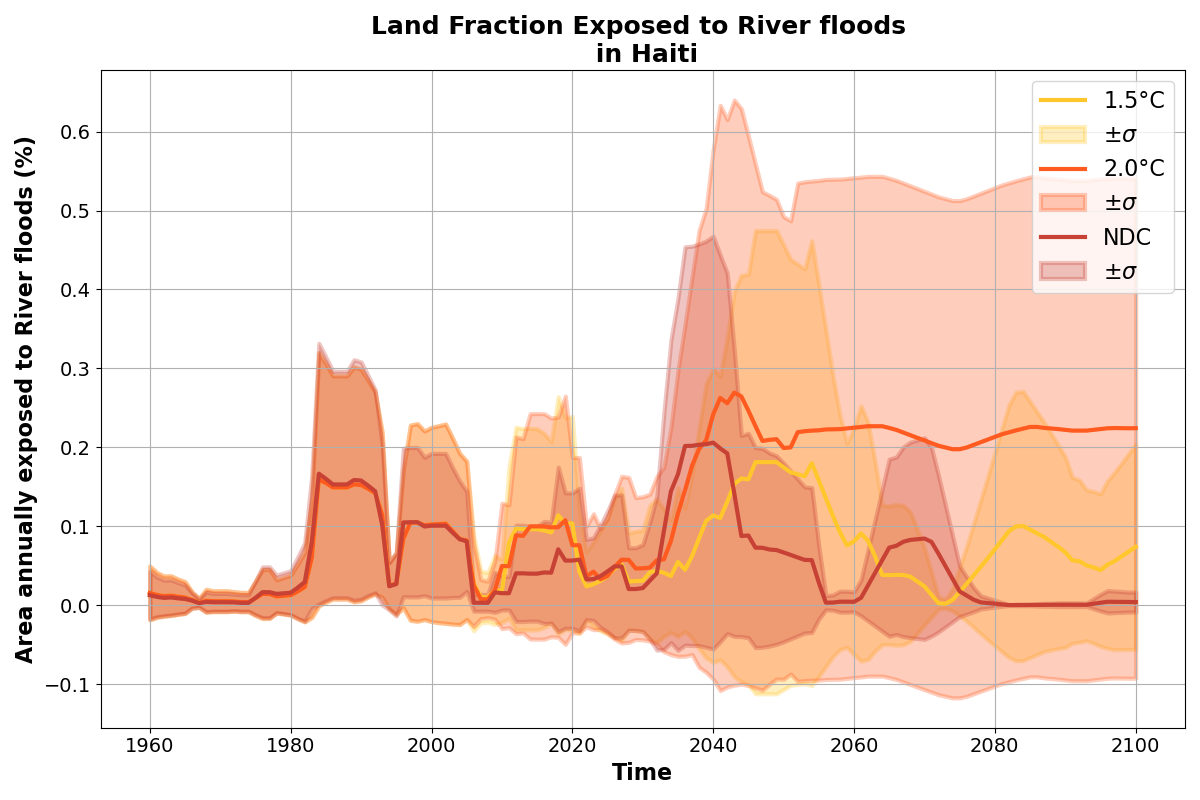 Land Fraction Exposed to River floods
in Haiti
Area annually exposed to River floods (%)
0.6
0.5
0.4
0.3
0.2
0.1
0.0
−0.1
1960
1980
2000
2020
2040
2060
2080
2100
Time
1.5°C
±σ
2.0°C
±σ
NDC
±σ